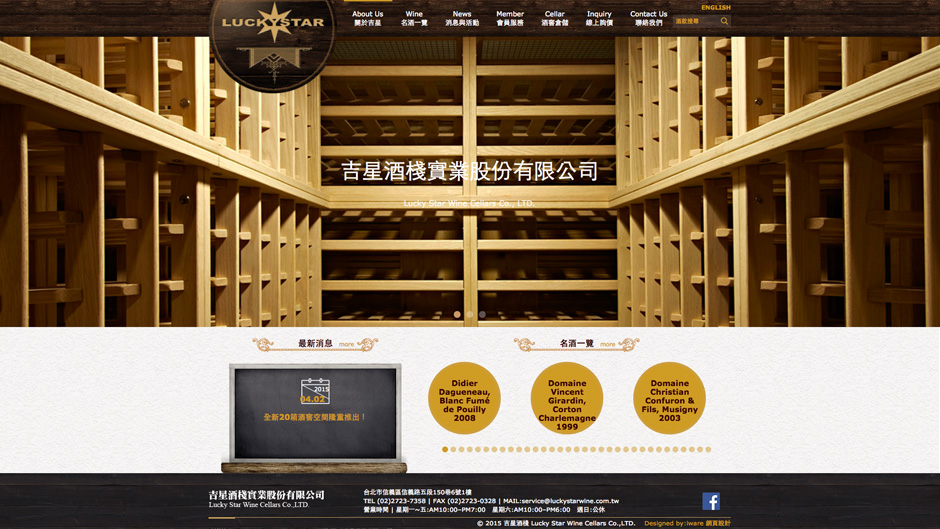 LUCKYSTAR
About Us
關於吉星
Wine
名酒一覽
News
消息與活動
Member
會員服務
Cellar
酒窖倉儲
Inquiry
線上詢價
Contact Us
聯絡我們
ENGLISH
酒款搜尋
吉星酒棧實業股份有限公司
Lucky Star Wine Cellars Co., LTD.
最新消息 more
名酒一覽 more
2015
04.02
全新20箱酒窖空間隆重推出！
Didier
Dagueneau,
Blanc Fumé
de Pouilly
2008
Domaine
Vincent
Girardin,
Corton
Charlemagne
1999
Domaine
Christian
Confuron &
Fils, Musigny
2003
吉星酒棧實業股份有限公司
Lucky Star Wine Cellars Co.,LTD.
台北市信義區信義路五段150巷6號1樓
TEL (02)2723-7358 | FAX (02)2723-0328 | MAIL:service@luckystarwine.com.tw
營業時間 | 星期一~五:AM10:00~PM7:00 星期六:AM10:00~PM6:00 週日:公休
f
© 2015 吉星酒棧 Lucky Star Wine Cellars Co.,LTD. Designed by:iware 網頁設計